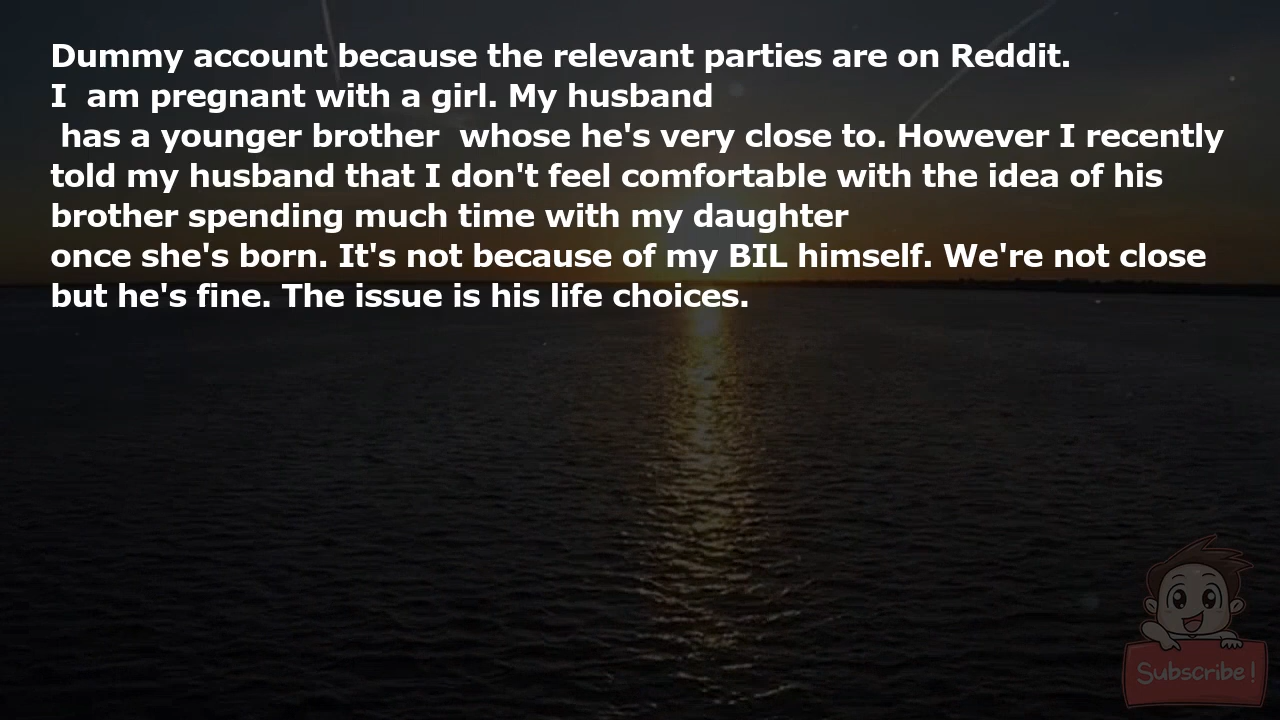 Dummy account because the relevant parties are on Reddit.
I  am pregnant with a girl. My husband
 has a younger brother  whose he's very close to. However I recently
told my husband that I don't feel comfortable with the idea of his
brother spending much time with my daughter
once she's born. It's not because of my BIL himself. We're not close
but he's fine. The issue is his life choices.
Subscribe!